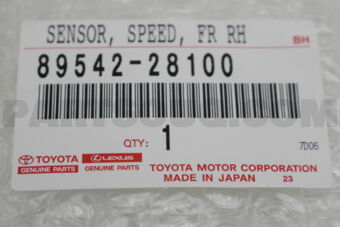 SENSOR, SPEED, FR RH
BH
89542-28100
QTY: 1
7D06
TOYOTA LEXUS
GENUINE PARTS GENUINE PARTS
TOYOTA MOTOR CORPORATION
MADE IN JAPAN 23